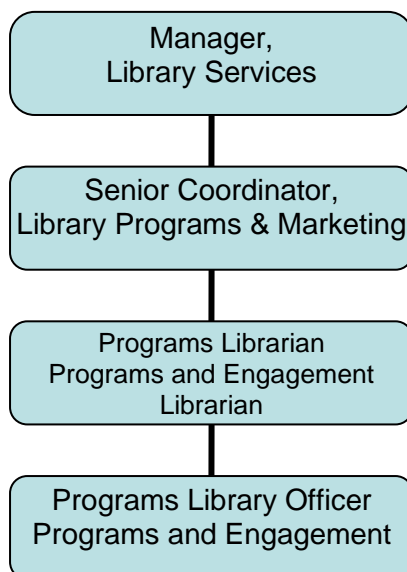 Manager,
Library Services
Senior Coordinator,
Library Programs & Marketing
Programs Librarian
Programs and Engagement
Librarian
Programs Library Officer
Programs and Engagement